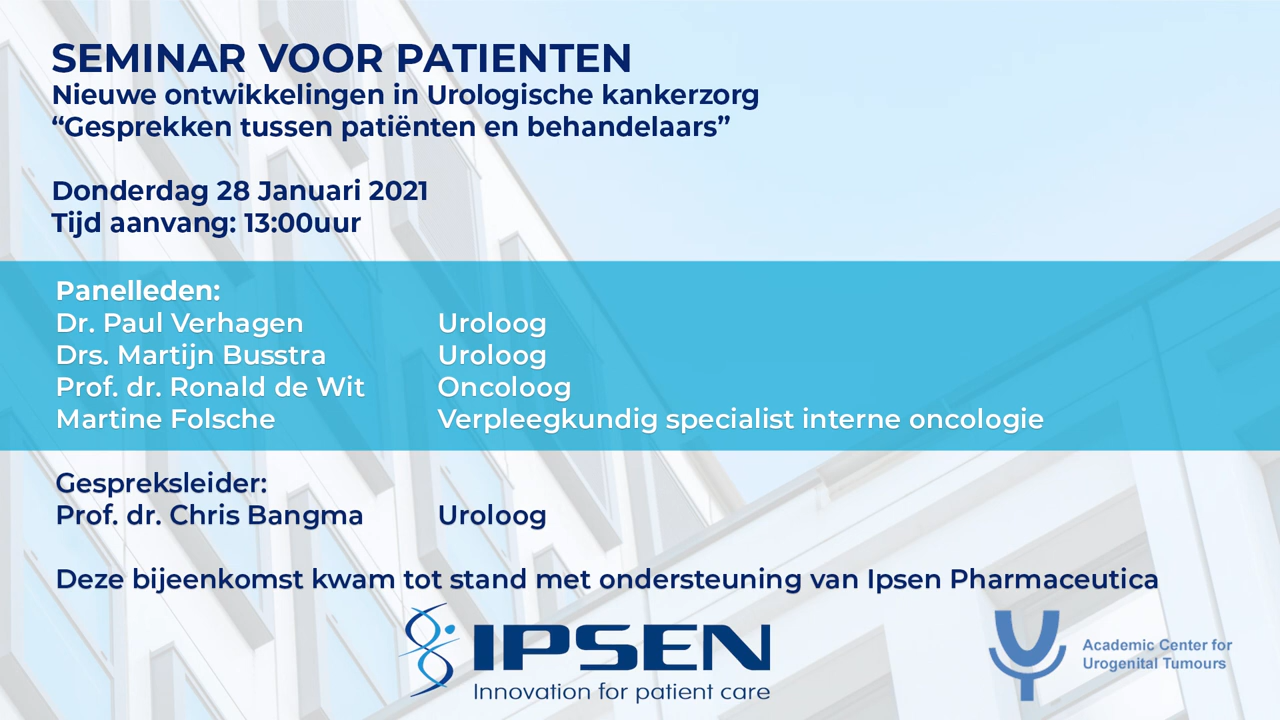 SEMINAR VOOR PATIENTEN
Nieuwe ontwikkelingen in Urologische kankerzorg
“Gesprekken tussen patiënten en behandelaars”
Donderdag 28 Januari 2021
Tijd aanvang: 13:00uur
Panelleden:
Dr. Paul Verhagen Uroloog
Drs. Martijn Busstra Uroloog
Prof. dr. Ronald de Wit Oncoloog
Martine Folsche Verpleegkundig specialist interne oncologie
Gespreksleider:
Prof. dr. Chris Bangma Uroloog
Deze bijeenkomst kwam tot stand met ondersteuning van Ipsen Pharmaceutica
IPSEN
Innovation for patient care
Academic Center for
Urogenital Tumours